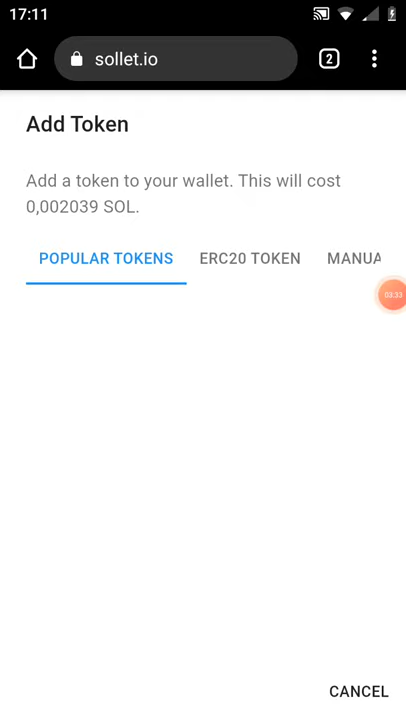 17:11
sollet.io
2
Add Token
Add a token to your wallet. This will cost
0,002039 SOL.
POPULAR TOKENS ERC20 TOKEN MANUA
03:33
CANCEL